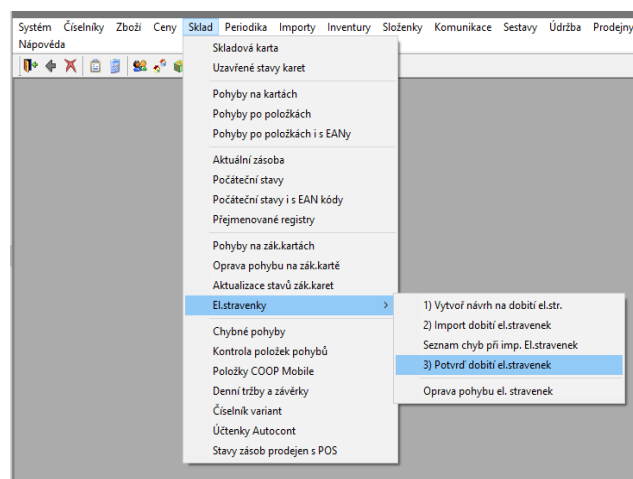 Systém Číselníky Zboží Ceny Sklad Periodika Importy Inventury Složenky Komunikace Sestavy Údržba Prodejny
Nápověda
Skladová karta
Uzavřené stavy karet
Pohyby na kártách
Pohyby po položkách
Pohyby po položkách i s EANy
Aktuální zásoba
Počáteční stavy
Počáteční stavy i s EAN kódy
Přejmenované registry
Pohyby na zák.kartách
Oprava pohybu na zák.kartě
Aktualizace stavů zák.karet
El.stravenky
1) Vytvoř návrh na dobití el.str.
2) Import dobití el.stravenek
Seznam chyb při imp. El.stravenek
3) Potvrď dobití el.stravenek
Oprava pohybu el. stravenek
Chybné pohyby
Kontrola položek pohybů
Položky COOP Mobile
Denní tržby a závěrky
Číselník variant
Účtenky Autocont
Stavy zásob prodejen s POS